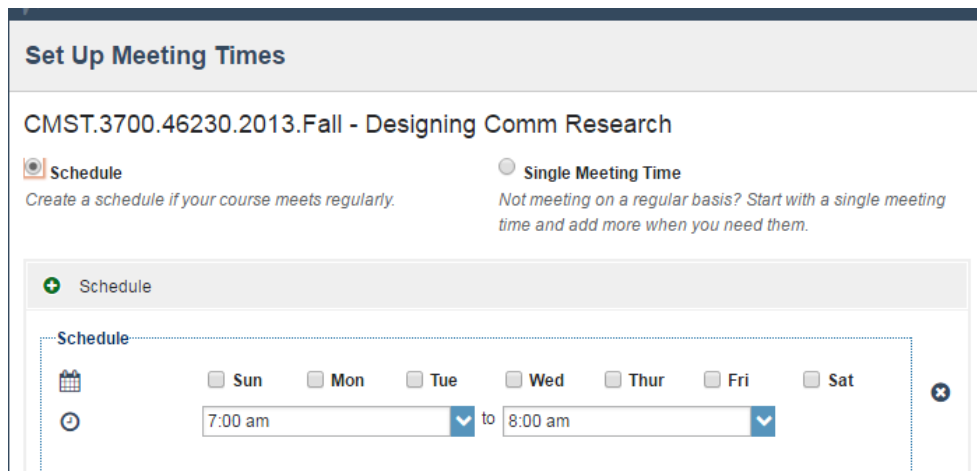 Set Up Meeting Times
CMST.3700.46230.2013.Fall - Designing Comm Research
Schedule
Create a schedule if your course meets regularly.
Single Meeting Time
Not meeting on a regular basis? Start with a single meeting
time and add more when you need them.
Schedule
Schedule
Sun Mon Tue Wed Thur Fri Sat
7:00 am to 8:00 am